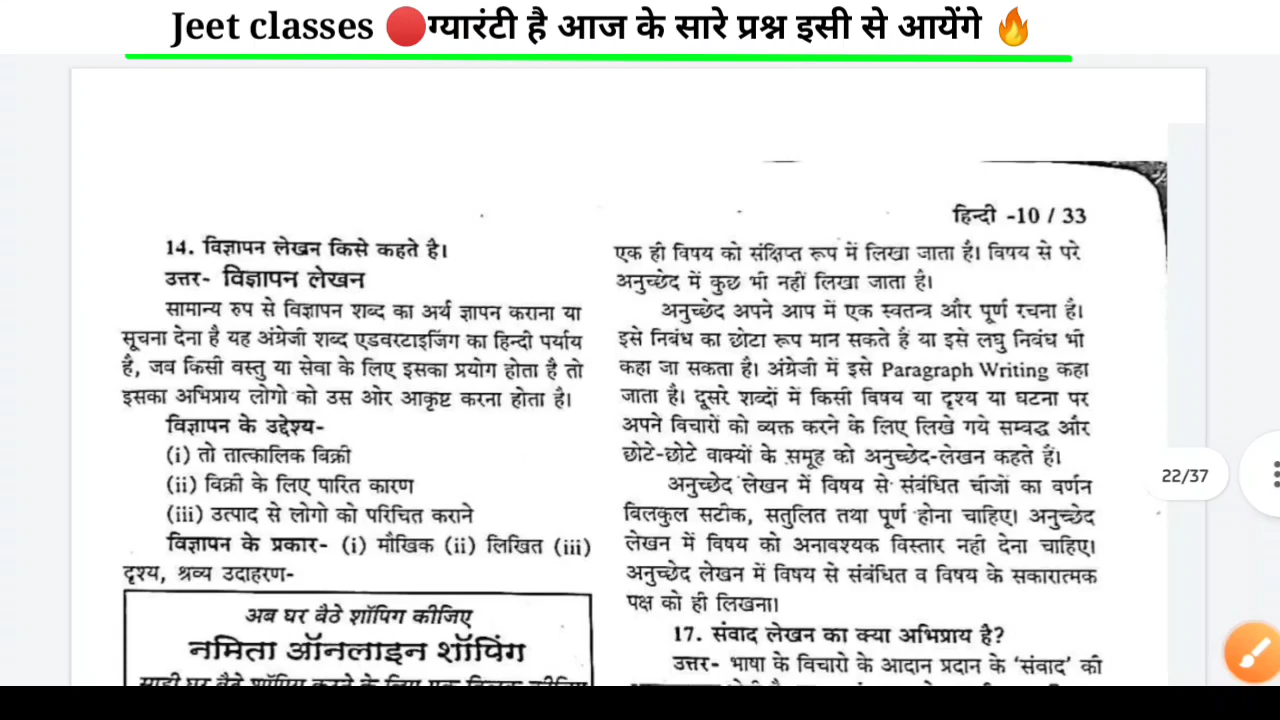 Jeet classes 🔴ग्यारंटी है आज के सारे प्रश्न इसी से आयेंगे 🔥
हिन्दी -10 / 33
14. विज्ञापन लेखन किसे कहते है।
उत्तर- विज्ञापन लेखन
सामान्य रुप से विज्ञापन शब्द का अर्थ ज्ञापन कराना या
सूचना देना है यह अंग्रेजी शब्द एडवरटाइजिंग का हिन्दी पर्याय
है, जब किसी वस्तु या सेवा के लिए इसका प्रयोग होता है तो
इसका अभिप्राय लोगो को उस ओर आकृष्ट करना होता है।
विज्ञापन के उद्देश्य-
(i) तो तात्कालिक बिक्री
(ii) बिक्री के लिए पारित कारण
(iii) उत्पाद से लोगो को परिचित कराने
विज्ञापन के प्रकार- (i) मौखिक (ii) लिखित (iii)
दृश्य, श्रव्य उदाहरण-
अब घर बैठे शॉपिग कीजिए
नमिता ऑनलाइन शॉपिंग
एक ही विषय को संक्षिप्त रूप में लिखा जाता है। विषय से परे
अनुच्छेद में कुछ भी नहीं लिखा जाता है।
अनुच्छेद अपने आप में एक स्वतन्त्र और पूर्ण रचना है।
इसे निबंध का छोटा रूप मान सकते हैं या इसे लघु निबंध भी
कहा जा सकता है। अंग्रेजी में इसे Paragraph Writing कहा
जाता है। दूसरे शब्दों में किसी विषय या दृश्य या घटना पर
अपने विचारों को व्यक्त करने के लिए लिखे गये सम्बद्ध और
छोटे-छोटे वाक्यों के समूह को अनुच्छेद-लेखन कहते हैं।
अनुच्छेद लेखन में विषय से संबंधित चीजों का वर्णन
बिलकुल सटीक, सतुलित तथा पूर्ण होना चाहिए। अनुच्छेद
लेखन में विषय को अनावश्यक विस्तार नही देना चाहिए।
अनुच्छेद लेखन में विषय से संबंधित व विषय के सकारात्मक
पक्ष को ही लिखना।
17. संवाद लेखन का क्या अभिप्राय है?
उत्तर- भाषा के विचारो के आदान प्रदान के 'संवाद' की
22/37